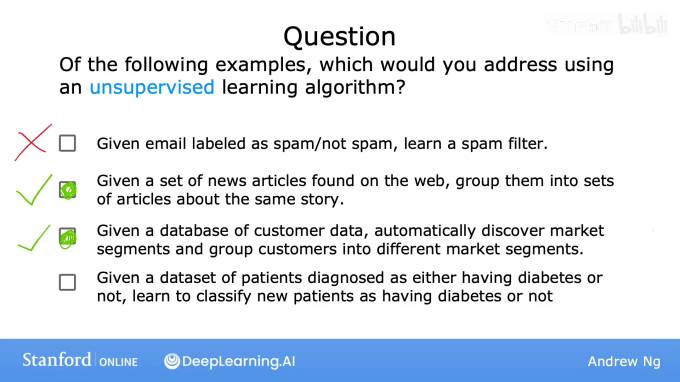 bilibili
Question
Of the following examples, which would you address using
an unsupervised learning algorithm?
Given email labeled as spam/not spam, learn a spam filter.
Given a set of news articles found on the web, group them into sets
of articles about the same story.
Given a database of customer data, automatically discover market
segments and group customers into different market segments.
Given a dataset of patients diagnosed as either having diabetes or
not, learn to classify new patients as having diabetes or not
Stanford ONLINE DeepLearning.AI Andrew Ng